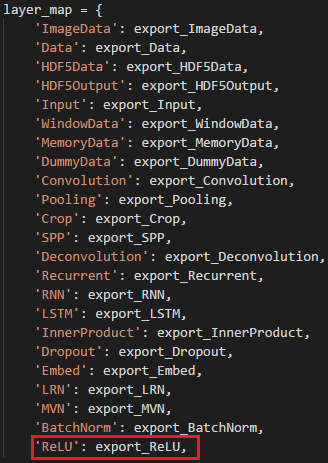 layer_map = {
'ImageData': export_ImageData,
'Data': export_Data,
'HDF5Data': export_HDF5Data,
'HDF5Output': export_HDF5Output,
'Input': export_Input,
'WindowData': export_WindowData,
'MemoryData': export_MemoryData,
'DummyData': export_DummyData,
'Convolution': export_Convolution,
'Pooling': export_Pooling,
'Crop': export_Crop,
'SPP': export_SPP,
'Deconvolution': export_Deconvolution,
'Recurrent': export_Recurrent,
'RNN': export_RNN,
'LSTM': export_LSTM,
'InnerProduct': export_InnerProduct,
'Dropout': export_Dropout,
'Embed': export_Embed,
'LRN': export_LRN,
'MVN': export_MVN,
'BatchNorm': export_BatchNorm,
'ReLU': export_ReLU,